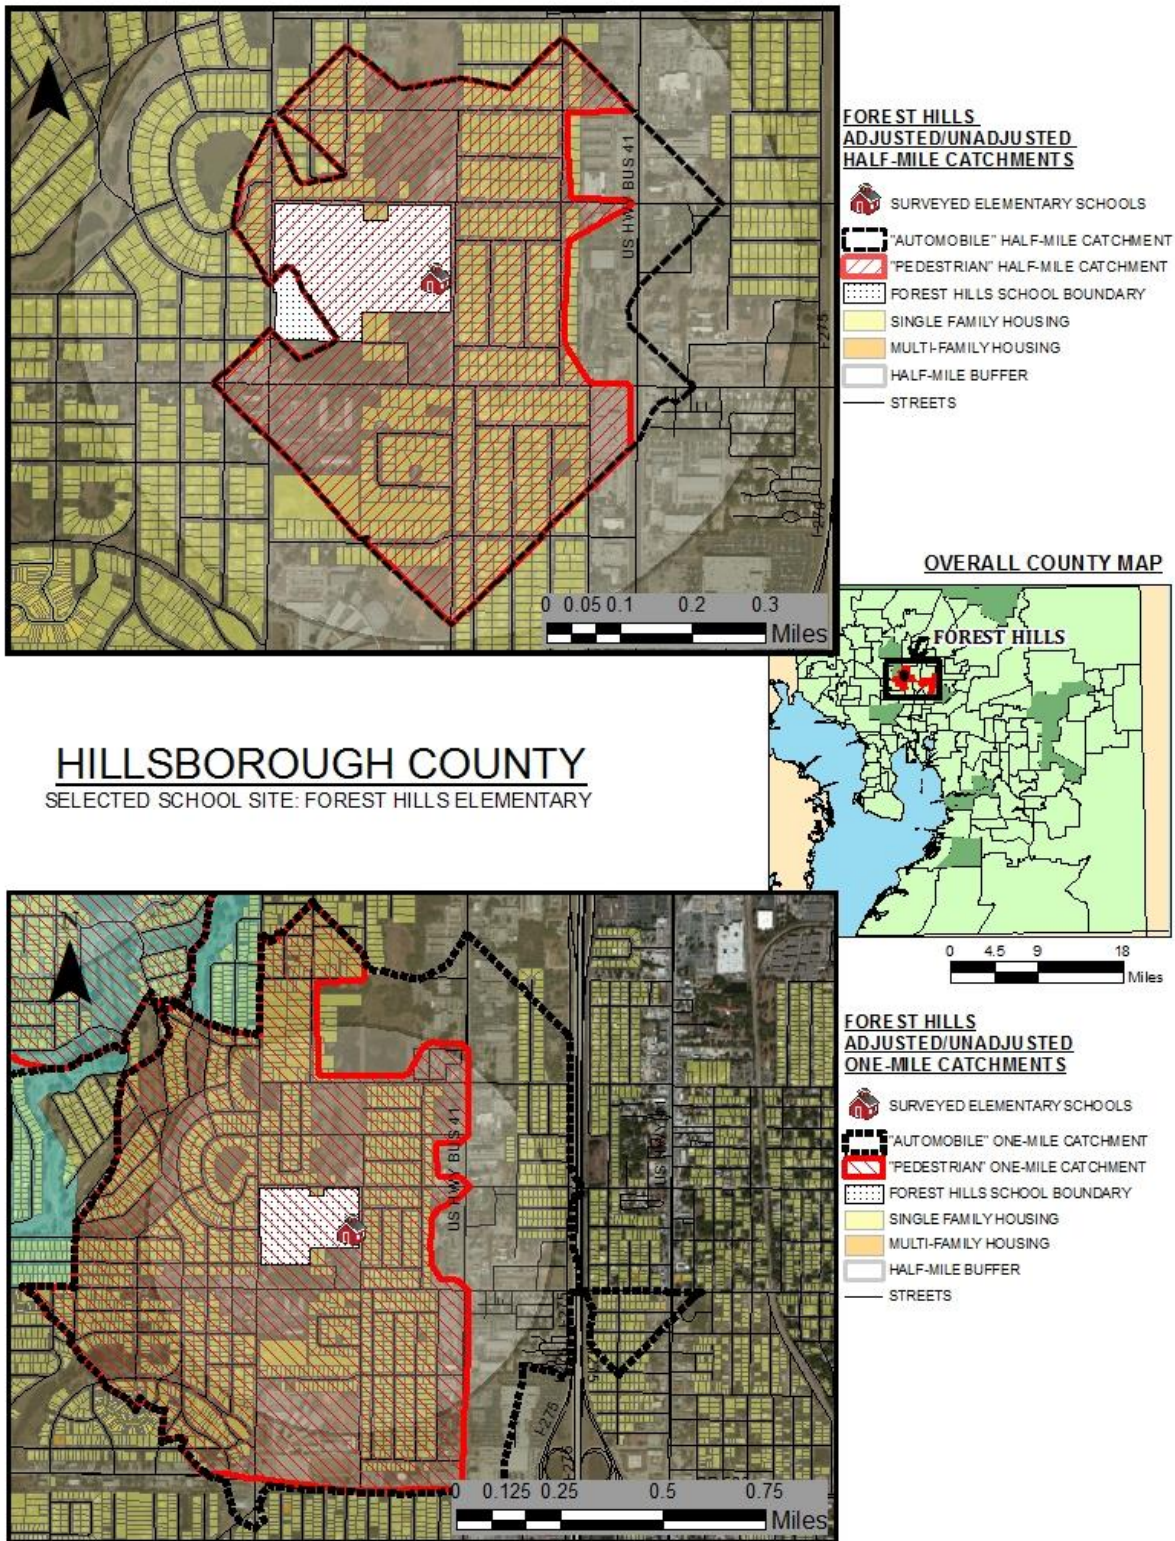 FOREST HILLS
ADJUSTED/UNADJUSTED
HALF-MILE CATCHMENTS
SURVEYED ELEMENTARY SCHOOLS
"AUTOMOBILE" HALF-MILE CATCHMENT
"PEDESTRIAN" HALF-MILE CATCHMENT
FOREST HILLS SCHOOL BOUNDARY
SINGLE FAMILY HOUSING
MULTI-FAMILY HOUSING
HALF-MILE BUFFER
STREETS
US HWY BUS 41
I-275
I-275
0 0.05 0.1 0.2 0.3
Miles
OVERALL COUNTY MAP
FOREST HILLS
0 4.5 9 18
Miles
HILLSBOROUGH COUNTY
SELECTED SCHOOL SITE: FOREST HILLS ELEMENTARY
US HWY BUS 41
I-275
I-275
0 0.125 0.25 0.5 0.75
Miles
FOREST HILLS
ADJUSTED/UNADJUSTED
ONE-MILE CATCHMENTS
SURVEYED ELEMENTARY SCHOOLS
"AUTOMOBILE" ONE-MILE CATCHMENT
"PEDESTRIAN" ONE-MILE CATCHMENT
FOREST HILLS SCHOOL BOUNDARY
SINGLE FAMILY HOUSING
MULTI-FAMILY HOUSING
HALF-MILE BUFFER
STREETS